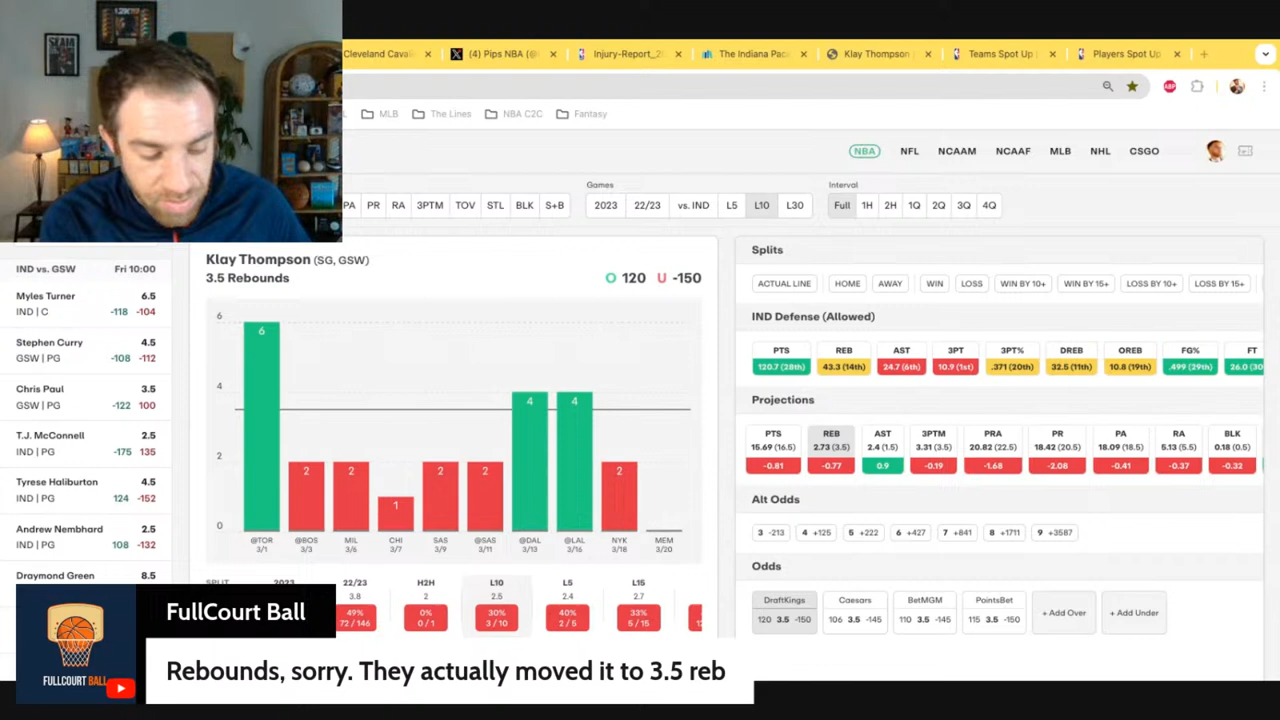 Cleveland Caval
(4) Pips NBA (@
Injury-Report_2
The Indiana Pac
Klay Thompson
Teams Spot Up
Players Spot Up
MLB
The Lines
NBA C2C
Fantasy
NBA NFL NCAAM NCAAF MLB NHL CSGO
Games
Interval
PA PR RA 3PTM TOV STL BLK S+B
2023 22/23 vs. IND L5 L10 L30
Full 1H 2H 1Q 2Q 3Q 4Q
IND vs. GSW Fri 10:00
Myles Turner 6.5
IND | C -118 -104
Stephen Curry 4.5
GSW | PG -108 -112
Chris Paul 3.5
GSW | PG -122 100
T.J. McConnell 2.5
IND | PG -175 135
Tyrese Haliburton 4.5
IND | PG 124 -152
Andrew Nembhard 2.5
IND | PG 108 -132
Draymond Green 8.5
Klay Thompson (SG, GSW)
3.5 Rebounds
O 120 U -150
6
4
2
0
6 2 2 1 2 2 4 4 2
@TOR @BOS MIL CHI SAS @SAS @DAL @LAL NYK MEM
3/1 3/3 3/6 3/7 3/9 3/11 3/13 3/16 3/18 3/20
SPLIT 2023 22/23 H2H L10 L5 L15
3.8 2 2.5 2.4 2.7
49% 0% 30% 40% 33%
72 / 146 0 / 1 3 / 10 2 / 5 5 / 15
Splits
ACTUAL LINE HOME AWAY WIN LOSS WIN BY 10+ WIN BY 15+ LOSS BY 10+ LOSS BY 15+
IND Defense (Allowed)
PTS REB AST 3PT 3PT% DREB OREB FG% FT
120.7 (28th) 43.3 (14th) 24.7 (6th) 10.9 (1st) .371 (20th) 32.5 (11th) 10.8 (19th) .499 (29th) 26.0 (30
Projections
PTS REB AST 3PTM PRA PR PA RA BLK
15.69 (16.5) 2.73 (3.5) 2.4 (1.5) 3.31 (3.5) 20.82 (22.5) 18.42 (20.5) 18.09 (18.5) 5.13 (5.5) 0.18 (0.5)
-0.81 -0.77 0.9 -0.19 -1.68 -2.08 -0.41 -0.37 -0.32
Alt Odds
3 -213 4 +125 5 +222 6 +427 7 +841 8 +1711 9 +3587
Odds
DraftKings Caesars BetMGM PointsBet + Add Over + Add Under
120 3.5 -150 106 3.5 -145 110 3.5 -145 115 3.5 -150
FullCourt Ball
Rebounds, sorry. They actually moved it to 3.5 reb
FULLCOURT BALL